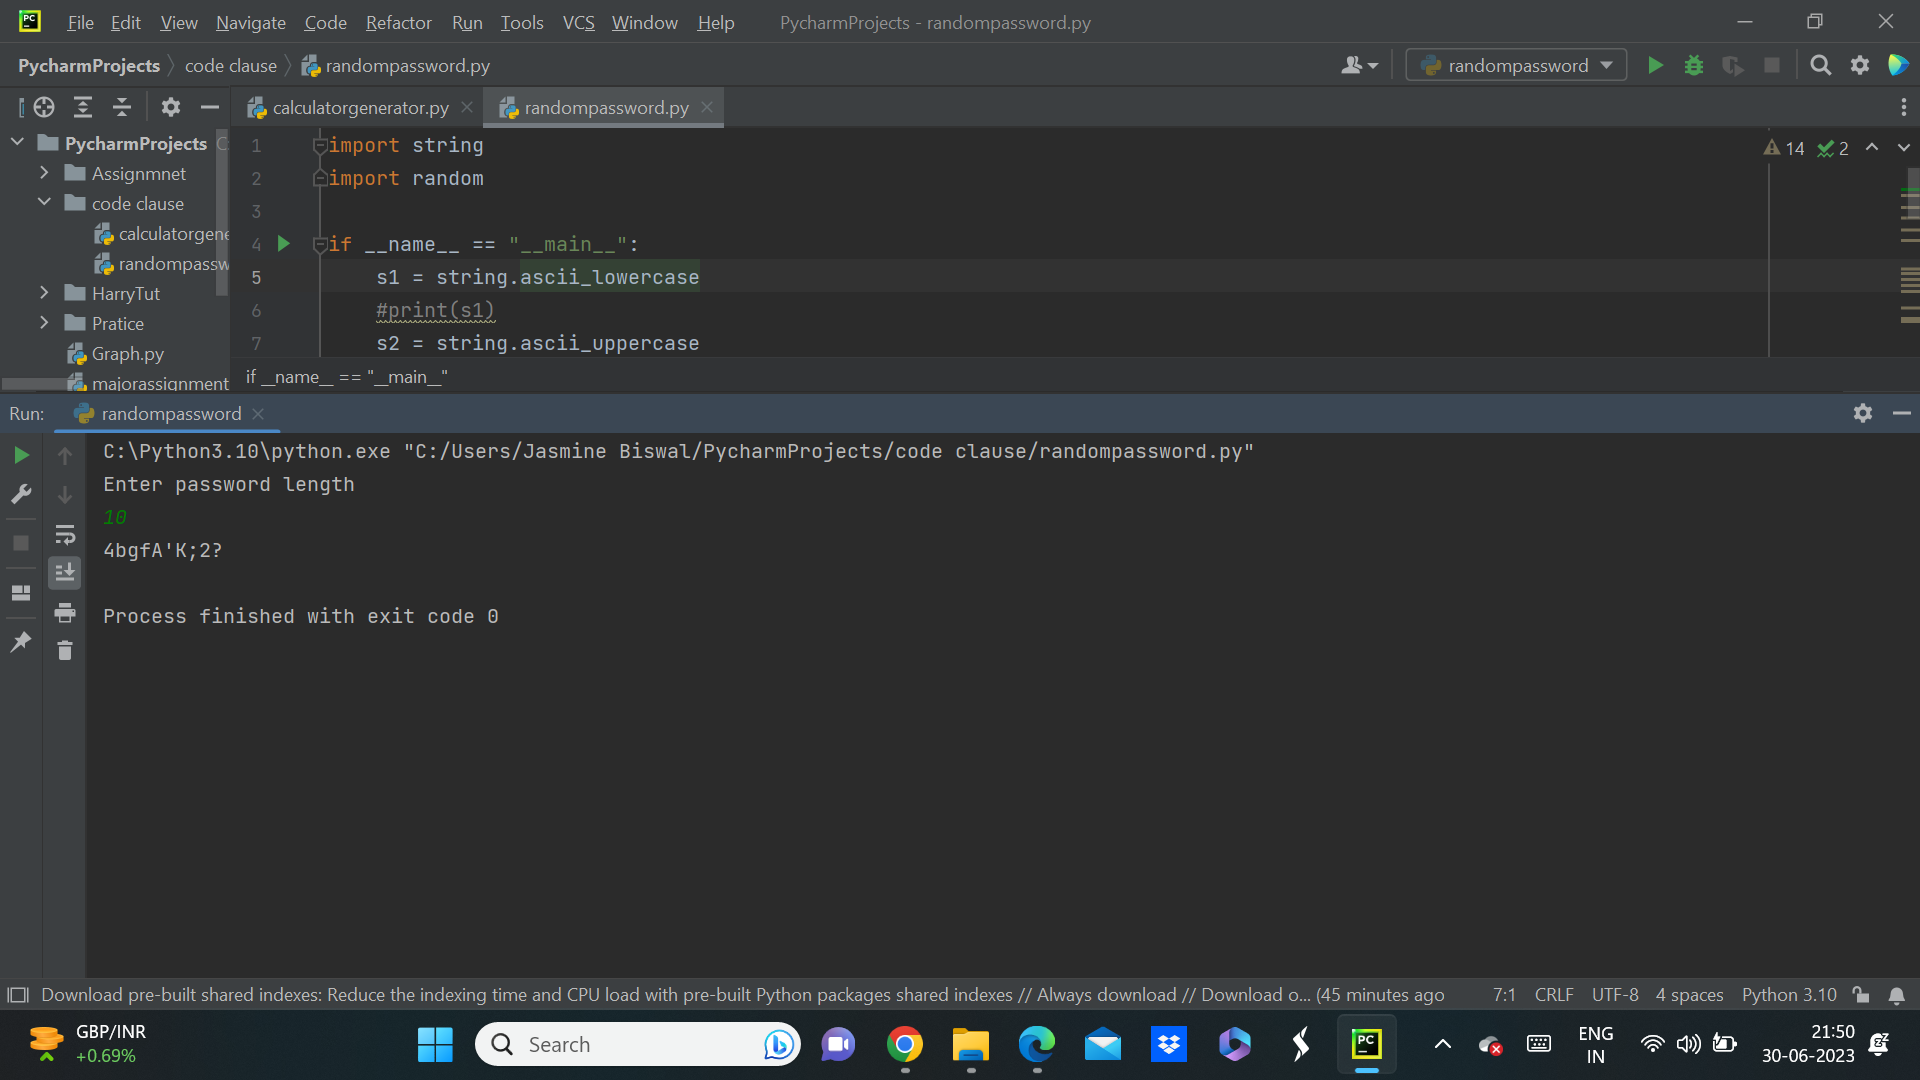 PC File Edit View Navigate Code Refactor Run Tools VCS Window Help PycharmProjects - randompassword.py
PycharmProjects code clause randompassword.py randompassword
calculatorgenerator.py randompassword.py
PycharmProjects
Assignmnet
code clause
calculatorgene
randompassw
HarryTut
Pratice
Graph.py
majorassignment
14 2
1 import string
2 import random
3
4 if __name__ == "__main__":
5 s1 = string.ascii_lowercase
6 #print(s1)
7 s2 = string.ascii_uppercase
if __name__ == "__main__"
Run: randompassword
C:\Python3.10\python.exe "C:/Users/Jasmine Biswal/PycharmProjects/code clause/randompassword.py"
Enter password length
10
4bgfA'K;2?
Process finished with exit code 0
Download pre-built shared indexes: Reduce the indexing time and CPU load with pre-built Python packages shared indexes // Always download // Download o... (45 minutes ago 7:1 CRLF UTF-8 4 spaces Python 3.10
GBP/INR
+0.69%
Search
PC
ENG
IN
21:50
30-06-2023